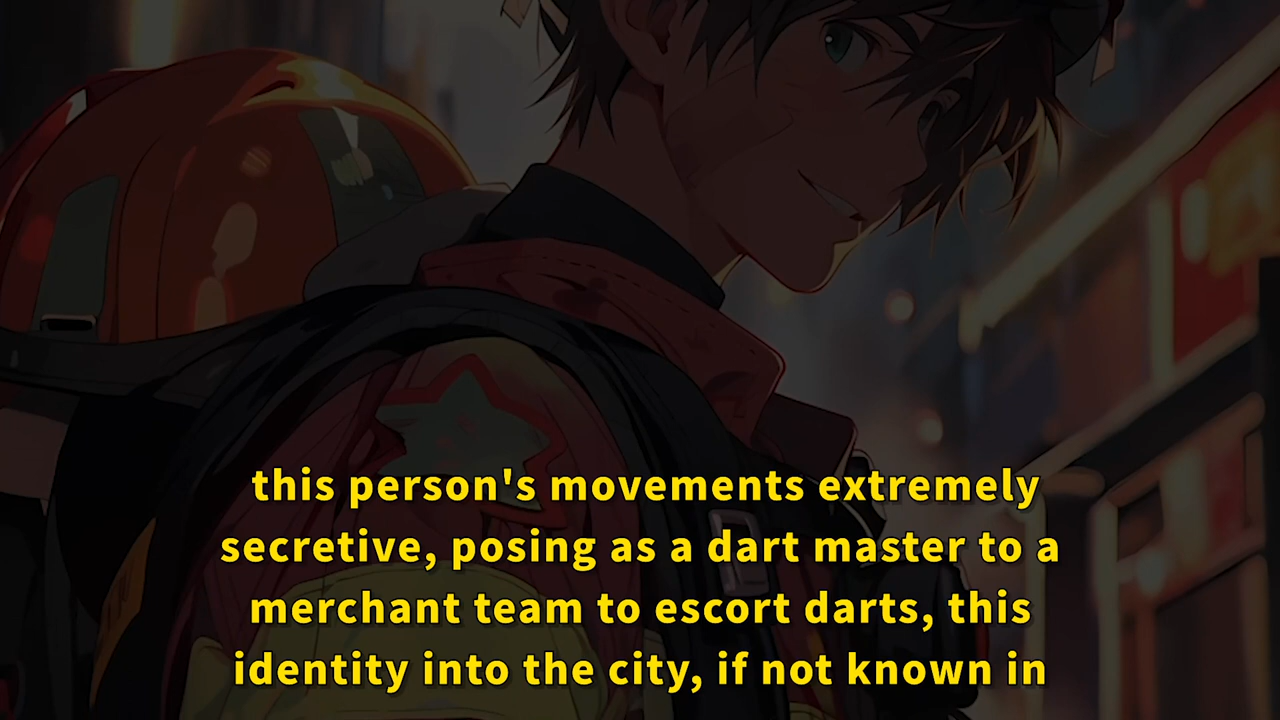 this person's movements extremely
secretive, posing as a dart master to a
merchant team to escort darts, this
identity into the city, if not known in